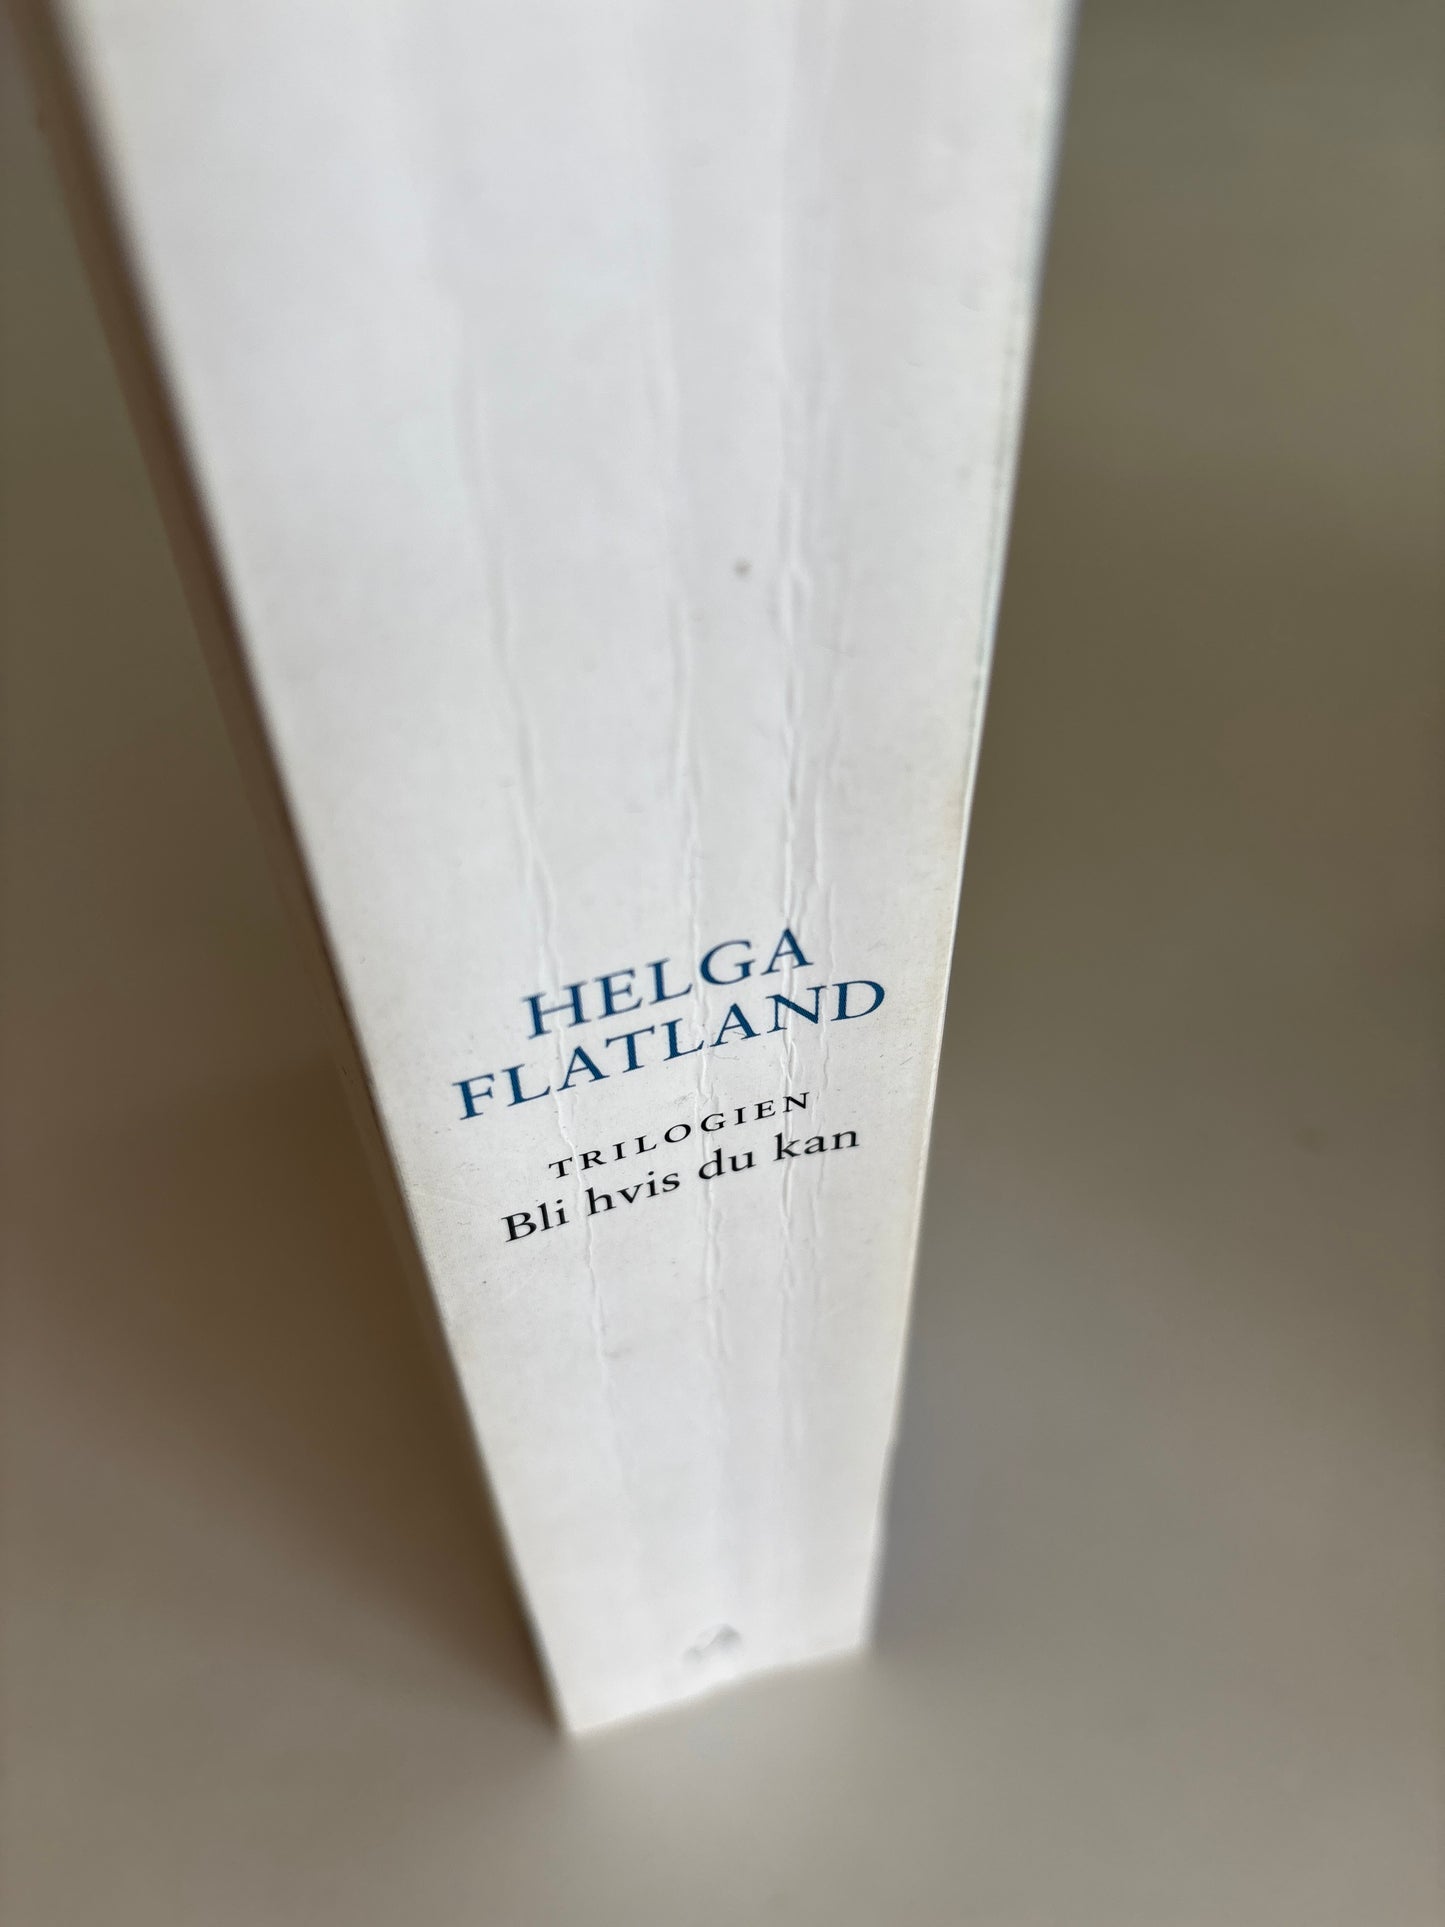 HELGA
FLATLAND
TRILOGIEN
Bli hvis du kan